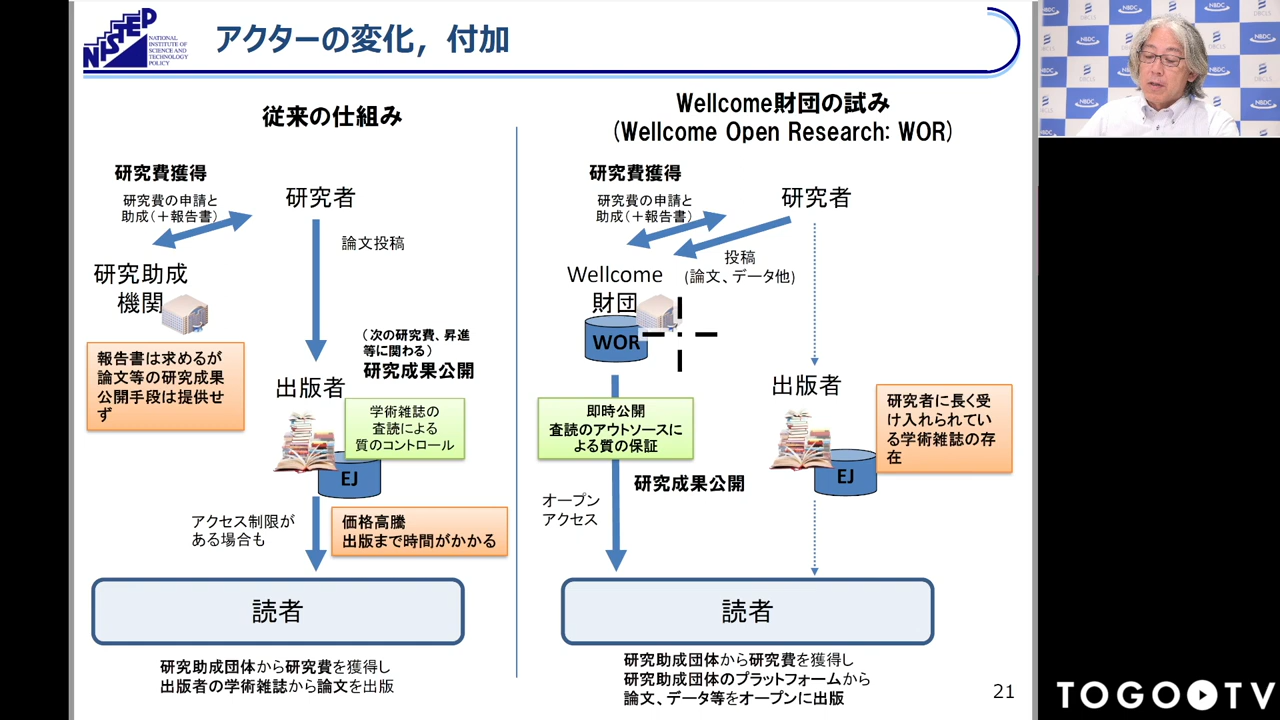 NISTEP
NATIONAL
INSTITUTE OF
SCIENCE AND
TECHNOLOGY
POLICY
アクターの変化，付加
従来の仕組み
研究費獲得
研究費の申請と
助成（＋報告書）
研究者
論文投稿
研究助成
機関
報告書は求めるが
論文等の研究成果
公開手段は提供せ
ず
（次の研究費、昇進
等に関わる）
研究成果公開
出版者
学術雑誌の
査読による
質のコントロール
EJ
アクセス制限が
ある場合も
価格高騰
出版まで時間がかかる
読者
研究助成団体から研究費を獲得し
出版者の学術雑誌から論文を出版
Wellcome財団の試み
(Wellcome Open Research: WOR)
研究費獲得
研究費の申請と
助成（＋報告書）
研究者
投稿
(論文、データ他)
Wellcome
財団
WOR
即時公開
査読のアウトソースに
よる質の保証
研究成果公開
オープン
アクセス
出版者
EJ
研究者に長く受
け入れられてい
る学術雑誌の存
在
読者
研究助成団体から研究費を獲得し
研究助成団体のプラットフォームから
論文、データ等をオープンに出版
21
NBDC
DBCLS
TOGO TV